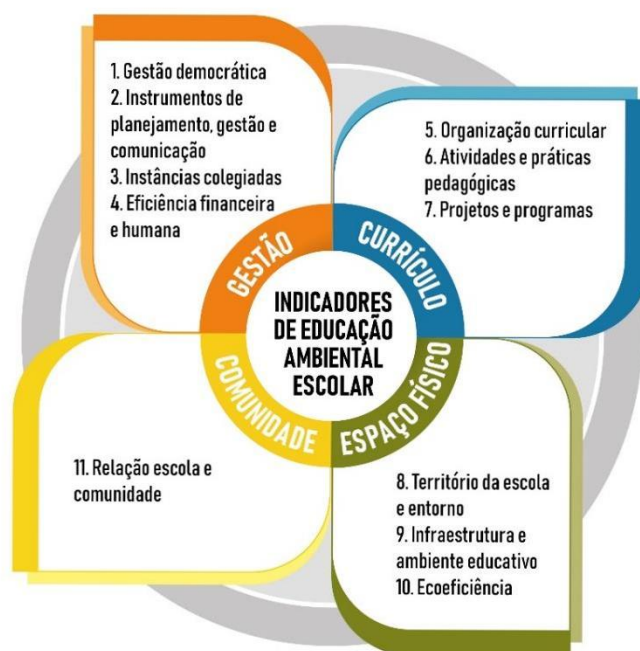 1. Gestão democrática
2. Instrumentos de
planejamento, gestão e
comunicação
3. Instâncias colegiadas
4. Eficiência financeira
e humana
5. Organização curricular
6. Atividades e práticas
pedagógicas
7. Projetos e programas
GESTÃO
CURRÍCULO
INDICADORES
DE EDUCAÇÃO
AMBIENTAL
ESCOLAR
COMUNIDADE
ESPAÇO FÍSICO
11. Relação escola e
comunidade
8. Território da escola
e entorno
9. Infraestrutura e
ambiente educativo
10. Ecoeficiência